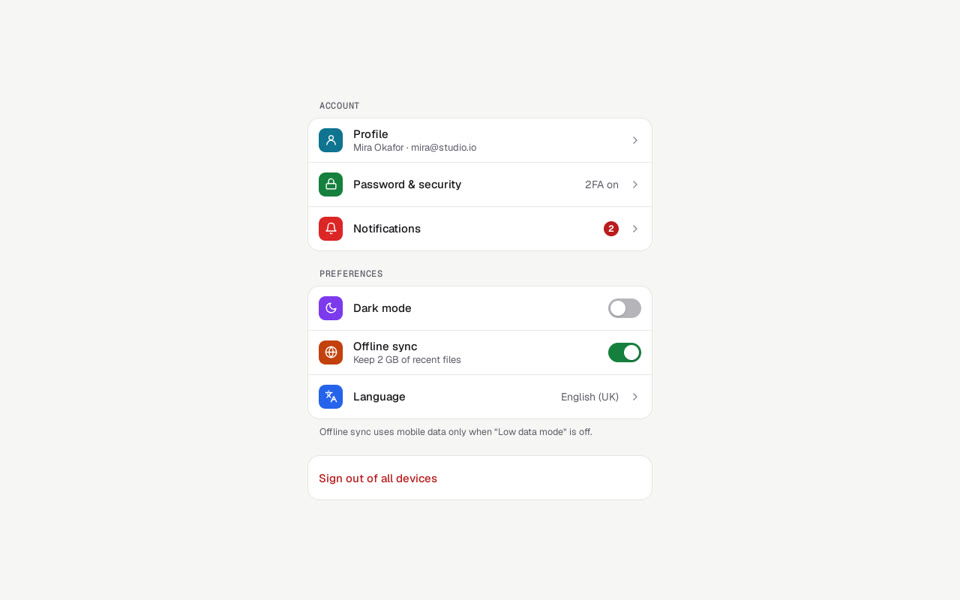 ACCOUNT
Profile
Mira Okafor · mira@studio.io
Password & security
2FA on
Notifications
2
PREFERENCES
Dark mode
Offline sync
Keep 2 GB of recent files
Language
English (UK)
Offline sync uses mobile data only when "Low data mode" is off.
Sign out of all devices